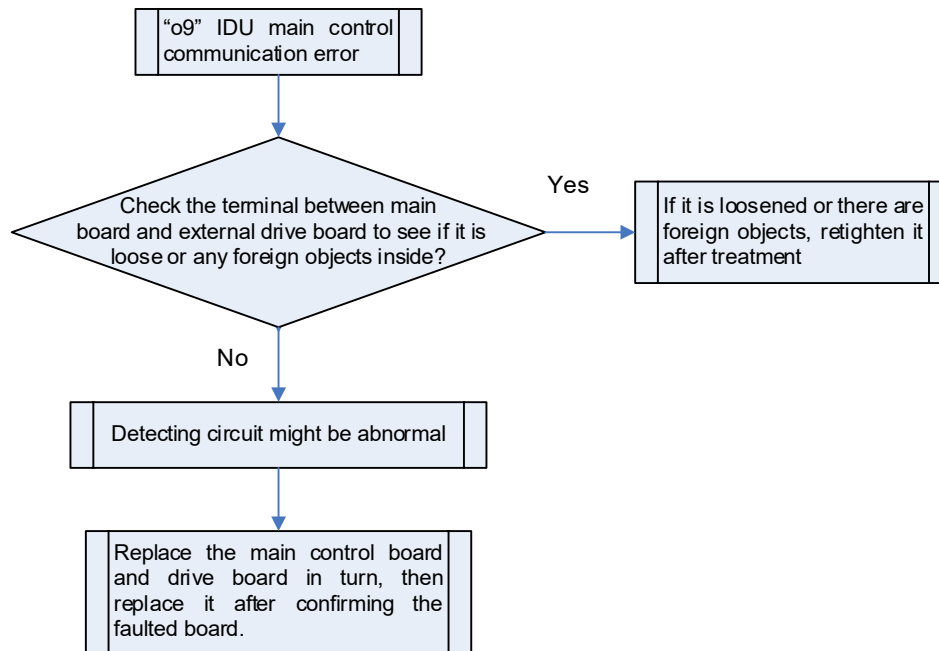 “o9” IDU main control
communication error
Check the terminal between main
board and external drive board to see if it is
loose or any foreign objects inside?
Yes
If it is loosened or there are
foreign objects, retighten it
after treatment
No
Detecting circuit might be abnormal
Replace the main control board
and drive board in turn, then
replace it after confirming the
faulted board.